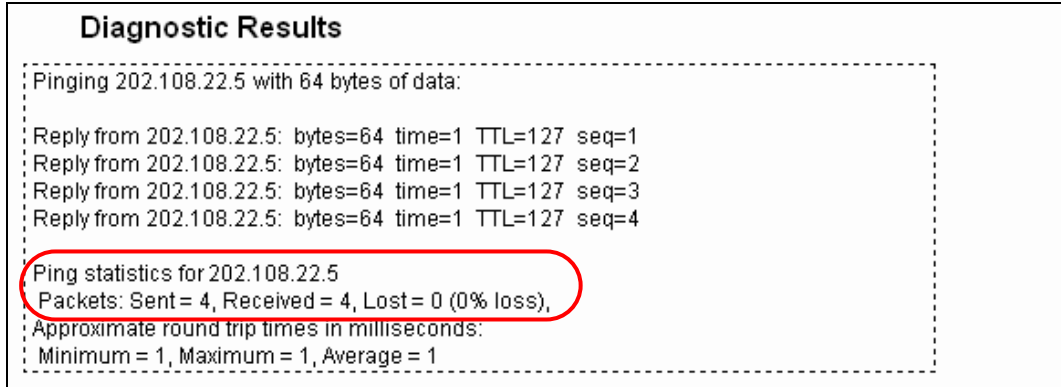 Diagnostic Results
Pinging 202.108.22.5 with 64 bytes of data:
Reply from 202.108.22.5: bytes=64 time=1 TTL=127 seq=1
Reply from 202.108.22.5: bytes=64 time=1 TTL=127 seq=2
Reply from 202.108.22.5: bytes=64 time=1 TTL=127 seq=3
Reply from 202.108.22.5: bytes=64 time=1 TTL=127 seq=4
Ping statistics for 202.108.22.5
Packets: Sent = 4, Received = 4, Lost = 0 (0% loss),
Approximate round trip times in milliseconds:
Minimum = 1, Maximum = 1, Average = 1